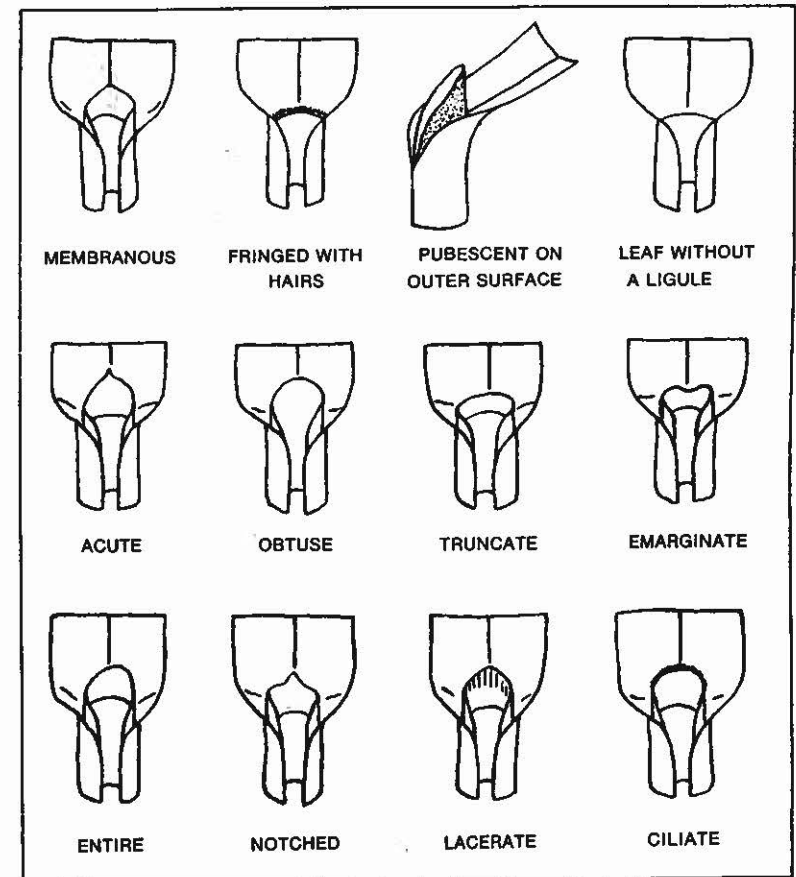 MEMBRANOUS
FRINGED WITH
HAIRS
PUBESCENT ON
OUTER SURFACE
LEAF WITHOUT
A LIGULE
ACUTE
OBTUSE
TRUNCATE
EMARGINATE
ENTIRE
NOTCHED
LACERATE
CILIATE